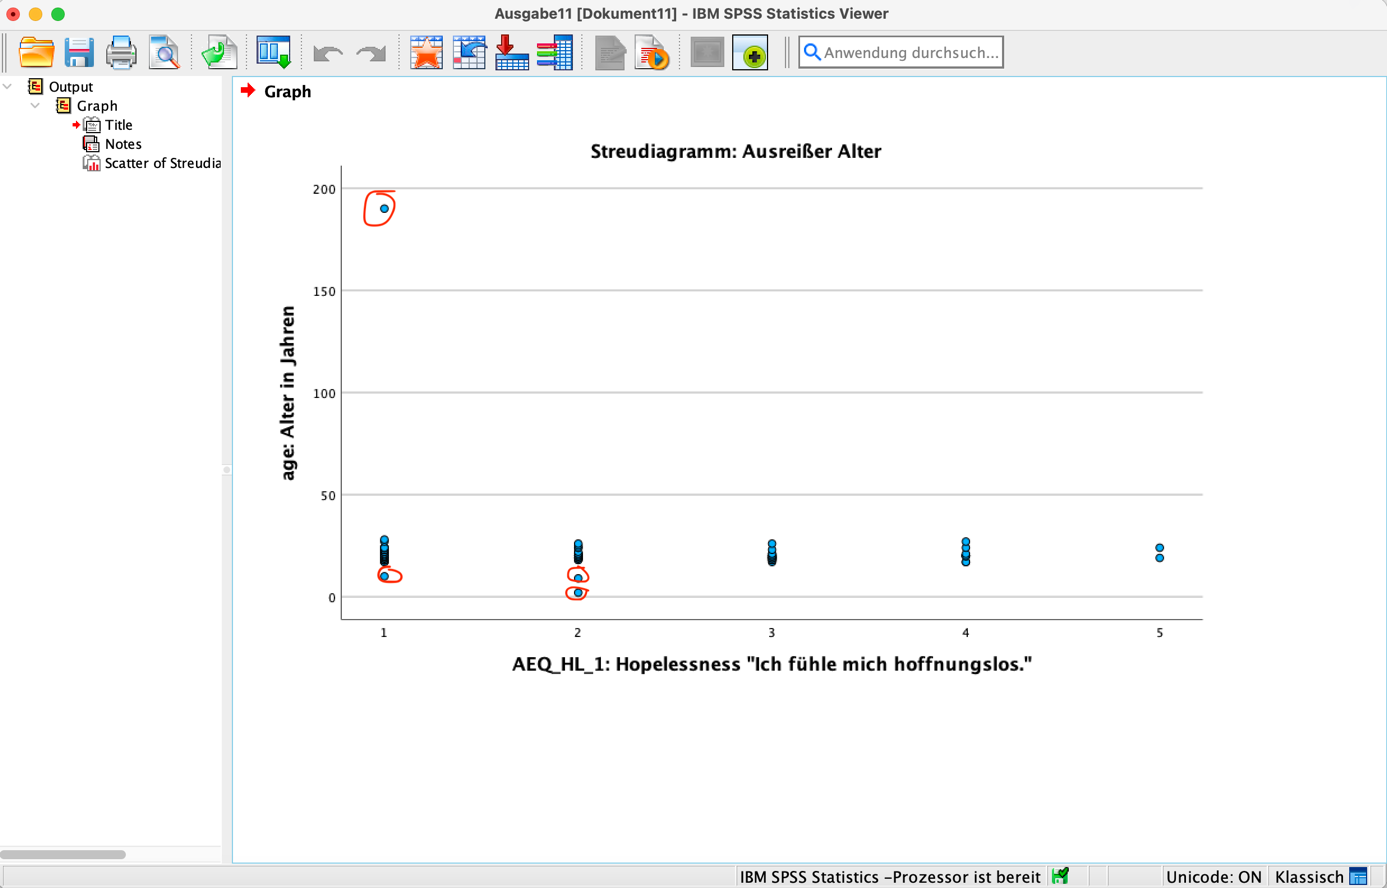 Ausgabe11 [Dokument11] - IBM SPSS Statistics Viewer
Anwendung durchsuch...
Output
Graph
Title
Notes
Scatter of Streudia
Graph
Streudiagramm: Ausreißer Alter
200
150
100
50
0
age: Alter in Jahren
1 2 3 4 5
AEQ_HL_1: Hopelessness "Ich fühle mich hoffnungslos."
IBM SPSS Statistics -Prozessor ist bereit Unicode: ON Klassisch